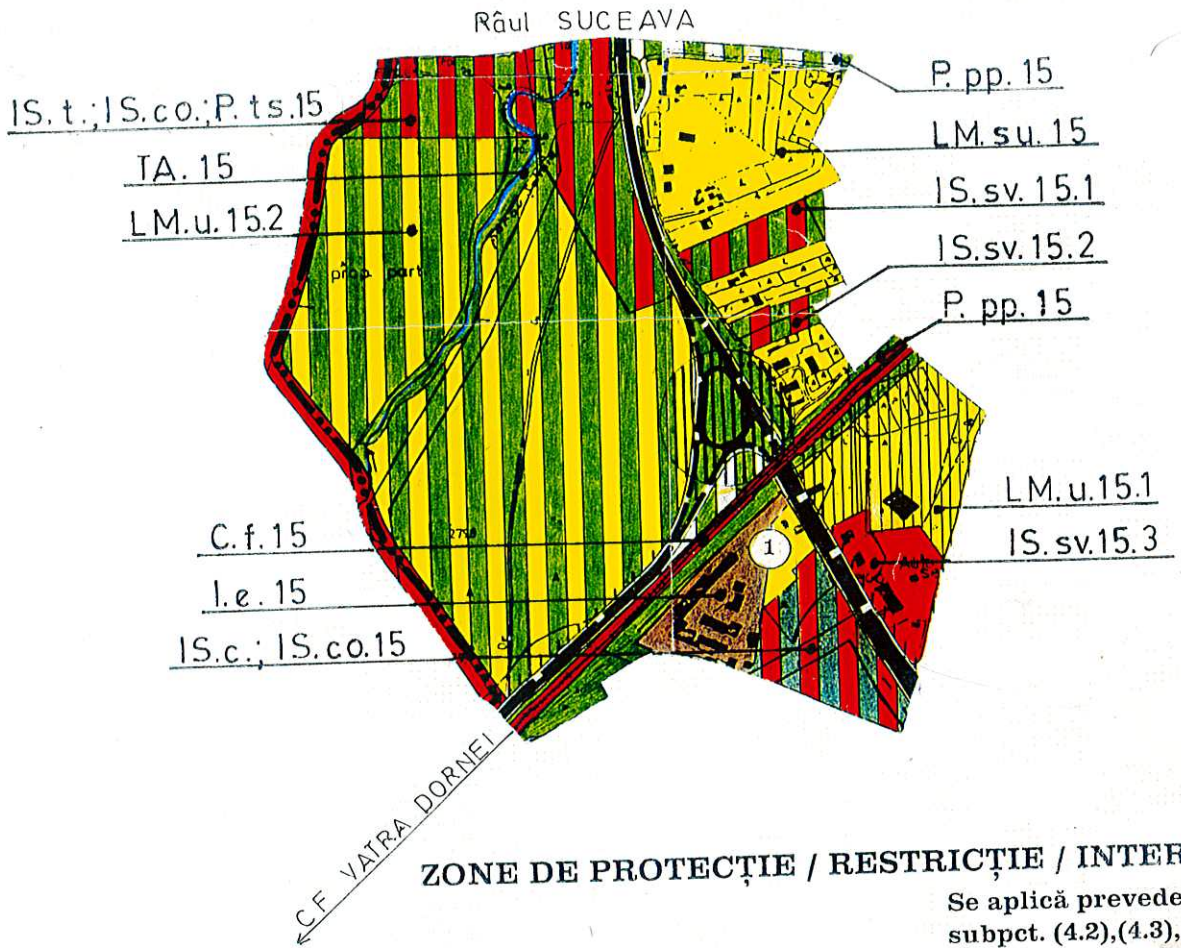 Râul SUCEAVA
P. pp. 15
IS.t.; IS.co.; P.ts.15
LM.su.15
TA.15
IS.sv.15.1
LM.u.15.2
IS.sv.15.2
prop. part
P. pp. 15
LM.u.15.1
C.f.15
1
IS.sv.15.3
I.e.15
IS.c.; IS.co.15
C.F. VATRA DORNEI
ZONE DE PROTECȚIE / RESTRICȚIE / INTER
Se aplică prevede
subpct. (4.2),(4.3),